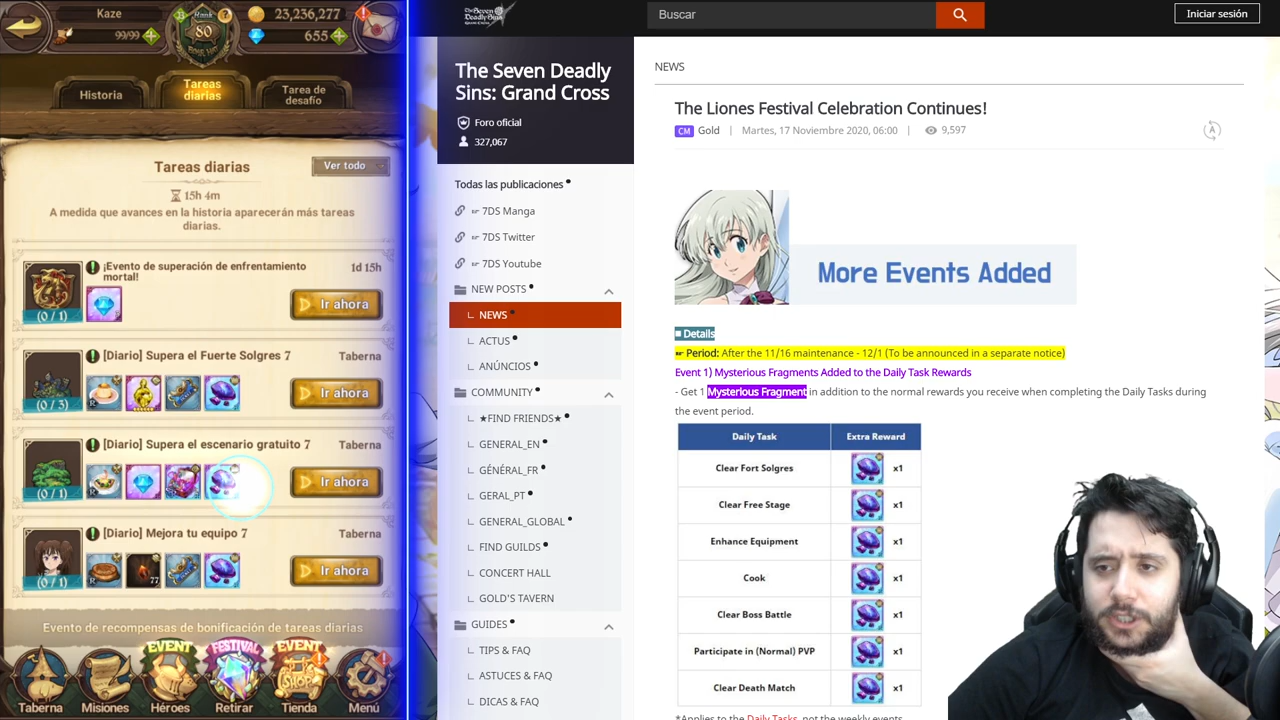 Kaze
99/99
Rank
80
23,236,277
655
Historia
Tareas diarias
Tarea de desafío
Tareas diarias
Ver todo
15h 4m
A medida que avances en la historia aparecerán más tareas
diarias.
¡Evento de superación de enfrentamiento
mortal!
1d 15h
(0 / 1)
Ir ahora
[Diario] Supera el Fuerte Solgres 7
Taberna
(0 / 1)
Ir ahora
[Diario] Supera el escenario gratuito 7
Taberna
(0 / 1)
Ir ahora
[Diario] Mejora tu equipo 7
Taberna
(0 / 1)
Ir ahora
Evento de recompensas de bonificación de tareas diarias
EVENT
FESTIVAL
EVENT
SHOP
Taberna
Misiones
Héroes
Retirar
Tienda
Menú
The Seven
Deadly Sins
Buscar
Iniciar sesión
The Seven Deadly
Sins: Grand Cross
Foro oficial
327,067
Todas las publicaciones
☞ 7DS Manga
☞ 7DS Twitter
☞ 7DS Youtube
NEW POSTS
NEWS
ACTUS
ANÚNCIOS
COMMUNITY
★FIND FRIENDS★
GENERAL_EN
GÉNÉRAL_FR
GERAL_PT
GENERAL_GLOBAL
FIND GUILDS
CONCERT HALL
GOLD'S TAVERN
GUIDES
TIPS & FAQ
ASTUCES & FAQ
DICAS & FAQ
NEWS
The Liones Festival Celebration Continues!
CM Gold | Martes, 17 Noviembre 2020, 06:00 | 9,597
A
More Events Added
■ Details
☞ Period: After the 11/16 maintenance - 12/1 (To be announced in a separate notice)
Event 1) Mysterious Fragments Added to the Daily Task Rewards
- Get 1 Mysterious Fragment in addition to the normal rewards you receive when completing the Daily Tasks during
the event period.
Daily Task Extra Reward
Clear Fort Solgres x1
Clear Free Stage x1
Enhance Equipment x1
Cook x1
Clear Boss Battle x1
Participate in (Normal) PVP x1
Clear Death Match x1
*Applies to the Daily Tasks, not the weekly events